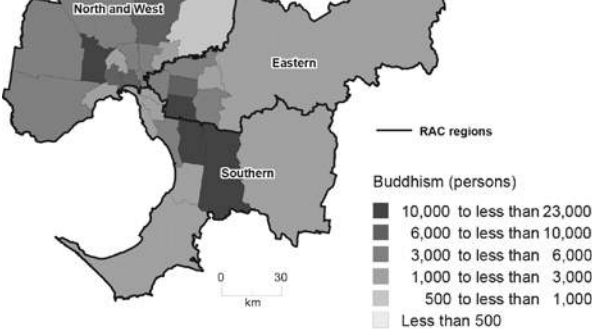 North and West
Eastern
RAC regions
Southern
Buddhism (persons)
10,000 to less than 23,000
6,000 to less than 10,000
3,000 to less than 6,000
1,000 to less than 3,000
500 to less than 1,000
Less than 500
0 30
km